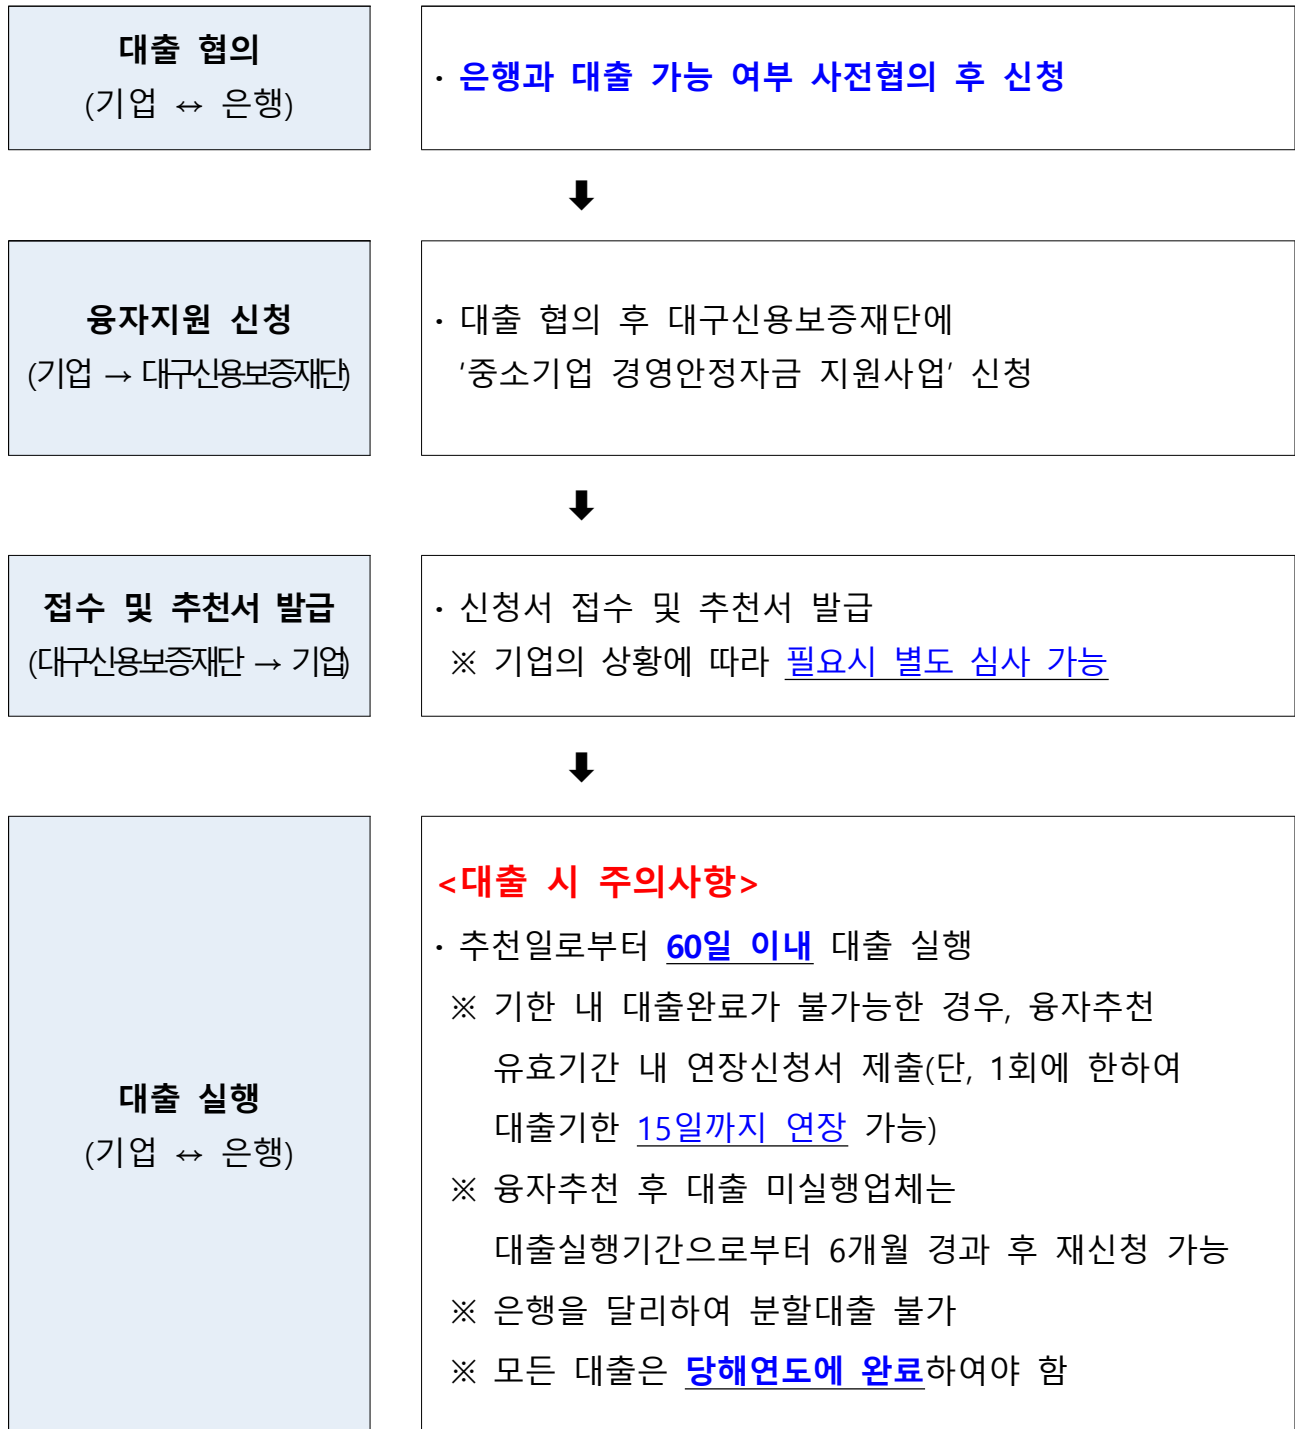 대출 협의
(기업 ↔ 은행)
· 은행과 대출 가능 여부 사전협의 후 신청
⬇
융자지원 신청
(기업 → 대구신용보증재단)
· 대출 협의 후 대구신용보증재단에
'중소기업 경영안정자금 지원사업' 신청
⬇
접수 및 추천서 발급
(대구신용보증재단 → 기업)
· 신청서 접수 및 추천서 발급
※ 기업의 상황에 따라 필요시 별도 심사 가능
⬇
대출 실행
(기업 ↔ 은행)
<대출 시 주의사항>
· 추천일로부터 60일 이내 대출 실행
※ 기한 내 대출완료가 불가능한 경우, 융자추천
유효기간 내 연장신청서 제출(단, 1회에 한하여
대출기한 15일까지 연장 가능)
※ 융자추천 후 대출 미실행업체는
대출실행기간으로부터 6개월 경과 후 재신청 가능
※ 은행을 달리하여 분할대출 불가
※ 모든 대출은 당해연도에 완료하여야 함